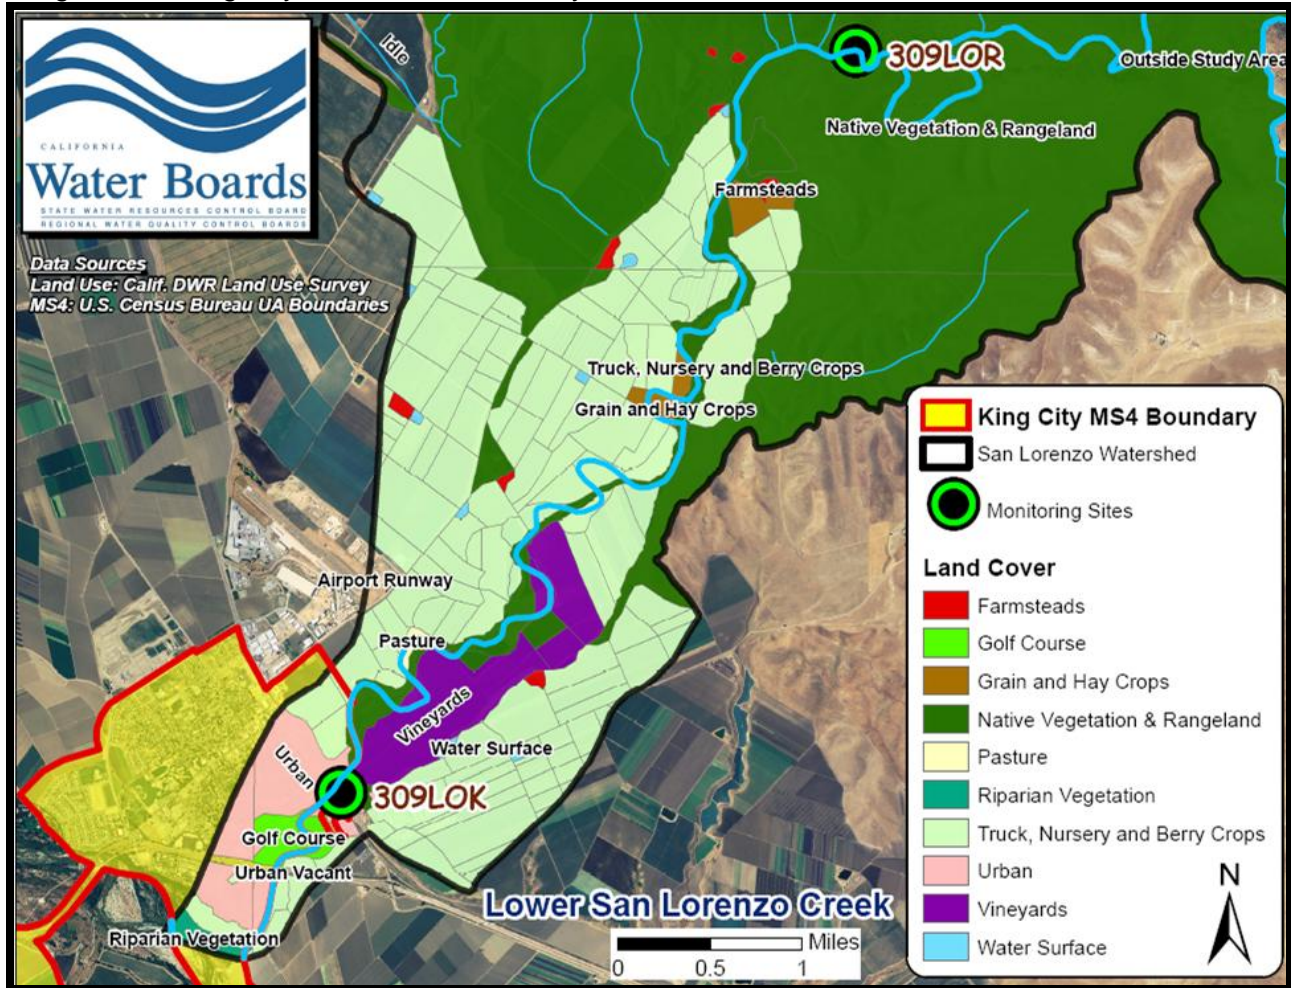 Idle
309LOR
Outside Study Area
CALIFORNIA
Water Boards
STATE WATER RESOURCES CONTROL BOARD
REGIONAL WATER QUALITY CONTROL BOARDS
Native Vegetation & Rangeland
Farmsteads
Data Sources
Land Use: Calif. DWR Land Use Survey
MS4: U.S. Census Bureau UA Boundaries
Truck, Nursery and Berry Crops
Grain and Hay Crops
Airport Runway
Pasture
Vineyards
Water Surface
Urban
309LOK
Golf Course
Urban Vacant
Riparian Vegetation
Lower San Lorenzo Creek
Miles
0 0.5 1
King City MS4 Boundary
San Lorenzo Watershed
Monitoring Sites
Land Cover
Farmsteads
Golf Course
Grain and Hay Crops
Native Vegetation & Rangeland
Pasture
Riparian Vegetation
Truck, Nursery and Berry Crops
Urban
Vineyards
Water Surface
N